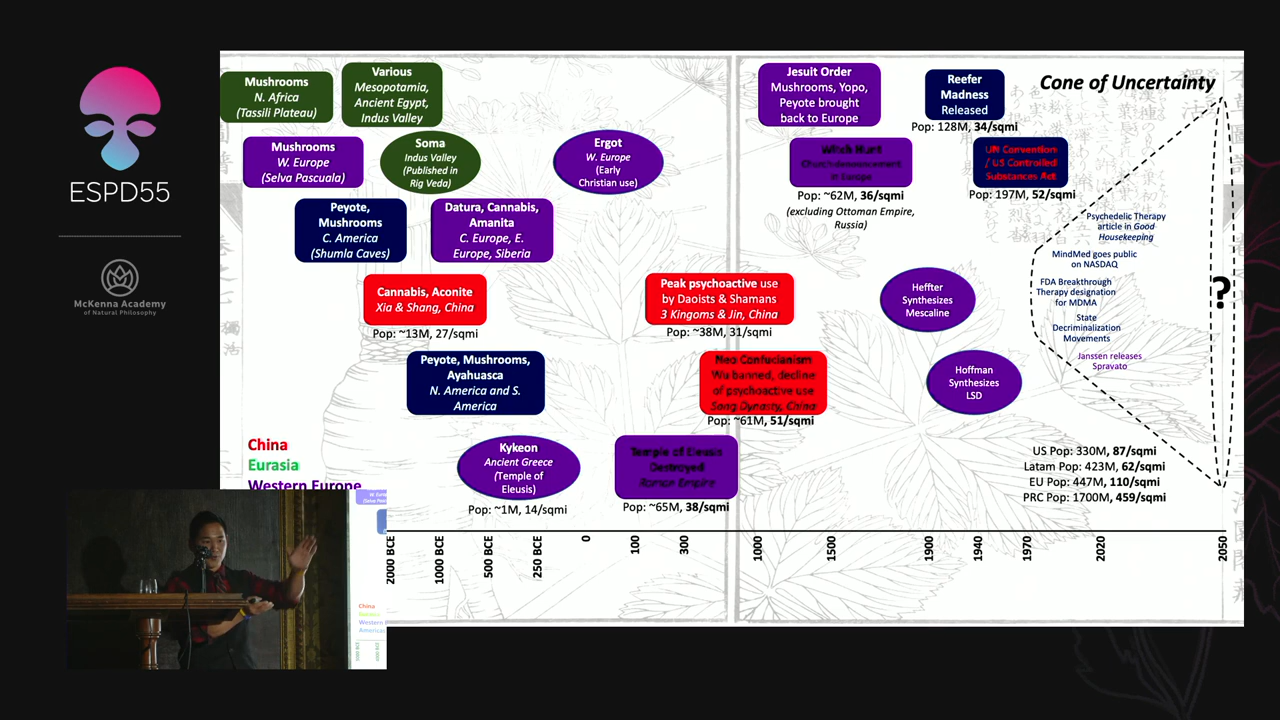 ESPD55
McKenna Academy
of Natural Philosophy
Mushrooms
N. Africa
(Tassili Plateau)
Various
Mesopotamia,
Ancient Egypt,
Indus Valley
Mushrooms
W. Europe
(Selva Pascuala)
Soma
Indus Valley
(Published in
Rig Veda)
Ergot
W. Europe
(Early
Christian use)
Peyote,
Mushrooms
C. America
(Shumla Caves)
Datura, Cannabis,
Amanita
C. Europe, E.
Europe, Siberia
Cannabis, Aconite
Xia & Shang, China
Pop: ~13M, 27/sqmi
Peak psychoactive use
by Daoists & Shamans
3 Kingoms & Jin, China
Pop: ~38M, 31/sqmi
Peyote, Mushrooms,
Ayahuasca
N. America and S.
America
Neo Confucianism
Wu banned, decline
of psychoactive use
Song Dynasty, China
Pop: ~61M, 51/sqmi
Kykeon
Ancient Greece
(Temple of
Eleusis)
Pop: ~1M, 14/sqmi
Temple of Eleusis
Destroyed
Roman Empire
Pop: ~65M, 38/sqmi
Jesuit Order
Mushrooms, Yopo,
Peyote brought
back to Europe
Reefer
Madness
Released
Pop: 128M, 34/sqmi
Cone of Uncertainty
Witch Hunt
Church denouncement
in Europe
Pop: ~62M, 36/sqmi
(excluding Ottoman Empire,
Russia)
UN Convention
/ US Controlled
Substances Act
Pop: 197M, 52/sqmi
Heffter
Synthesizes
Mescaline
Hoffman
Synthesizes
LSD
Psychedelic Therapy
article in Good
Housekeeping
MindMed goes public
on NASDAQ
FDA Breakthrough
Therapy designation
for MDMA
State
Decriminalization
Movements
Janssen releases
Spravato
?
US Pop: 330M, 87/sqmi
Latam Pop: 423M, 62/sqmi
EU Pop: 447M, 110/sqmi
PRC Pop: 1700M, 459/sqmi
China
Eurasia
Western Europe
2000 BCE
1000 BCE
500 BCE
250 BCE
0
100
300
1000
1500
1900
1940
1970
2020
2050
China
Western
Americas